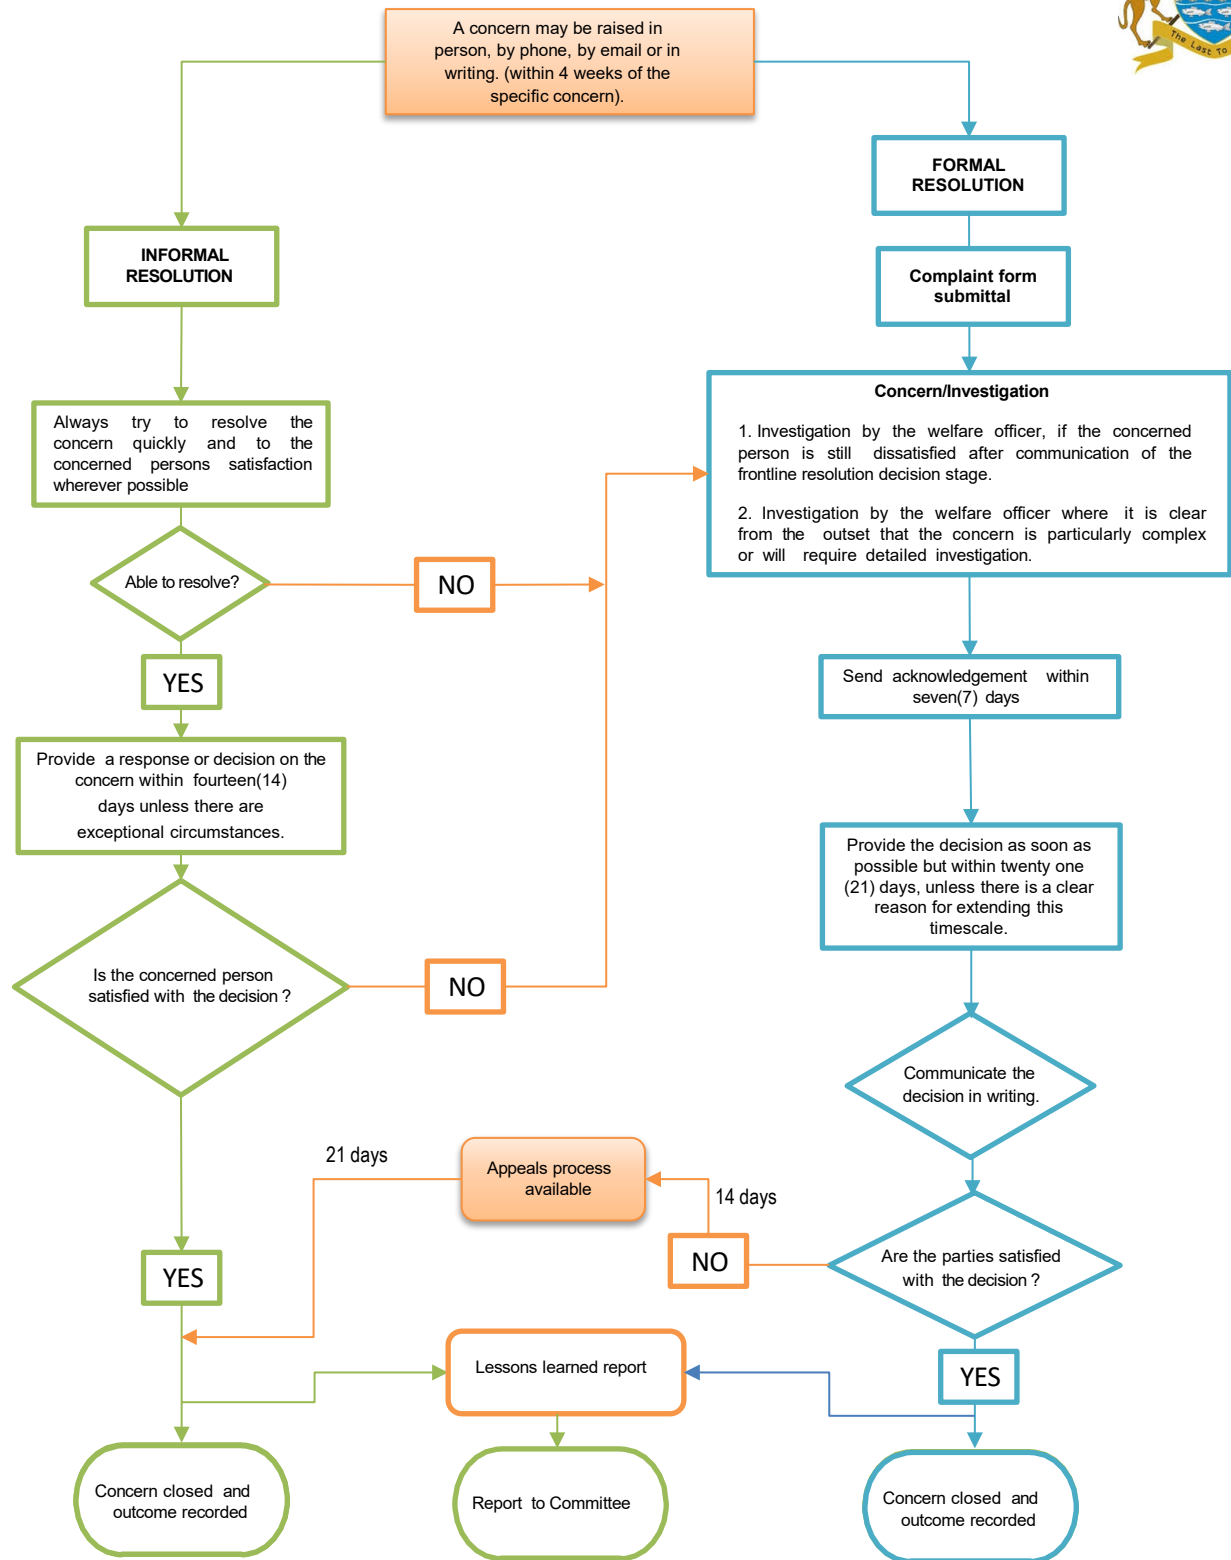 A concern may be raised in
person, by phone, by email or in
writing. (within 4 weeks of the
specific concern).
The Last To
FORMAL
RESOLUTION
INFORMAL
RESOLUTION
Complaint form
submittal
Concern/Investigation
1. Investigation by the welfare officer, if the concerned
person is still dissatisfied after communication of the
frontline resolution decision stage.
2. Investigation by the welfare officer where it is clear
from the outset that the concern is particularly complex
or will require detailed investigation.
Always try to resolve the
concern quickly and to the
concerned persons satisfaction
wherever possible
Able to resolve?
NO
YES
Send acknowledgement within
seven(7) days
Provide a response or decision on the
concern within fourteen(14)
days unless there are
exceptional circumstances.
Provide the decision as soon as
possible but within twenty one
(21) days, unless there is a clear
reason for extending this
timescale.
Is the concerned person
satisfied with the decision ?
NO
Communicate the
decision in writing.
21 days
Appeals process
available
14 days
NO
Are the parties satisfied
with the decision ?
YES
Lessons learned report
YES
Concern closed and
outcome recorded
Report to Committee
Concern closed and
outcome recorded